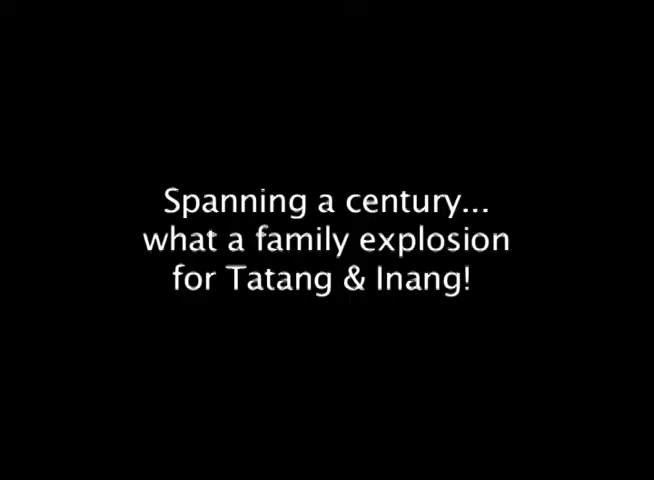 Spanning a century...
what a family explosion
for Tatang & Inang!